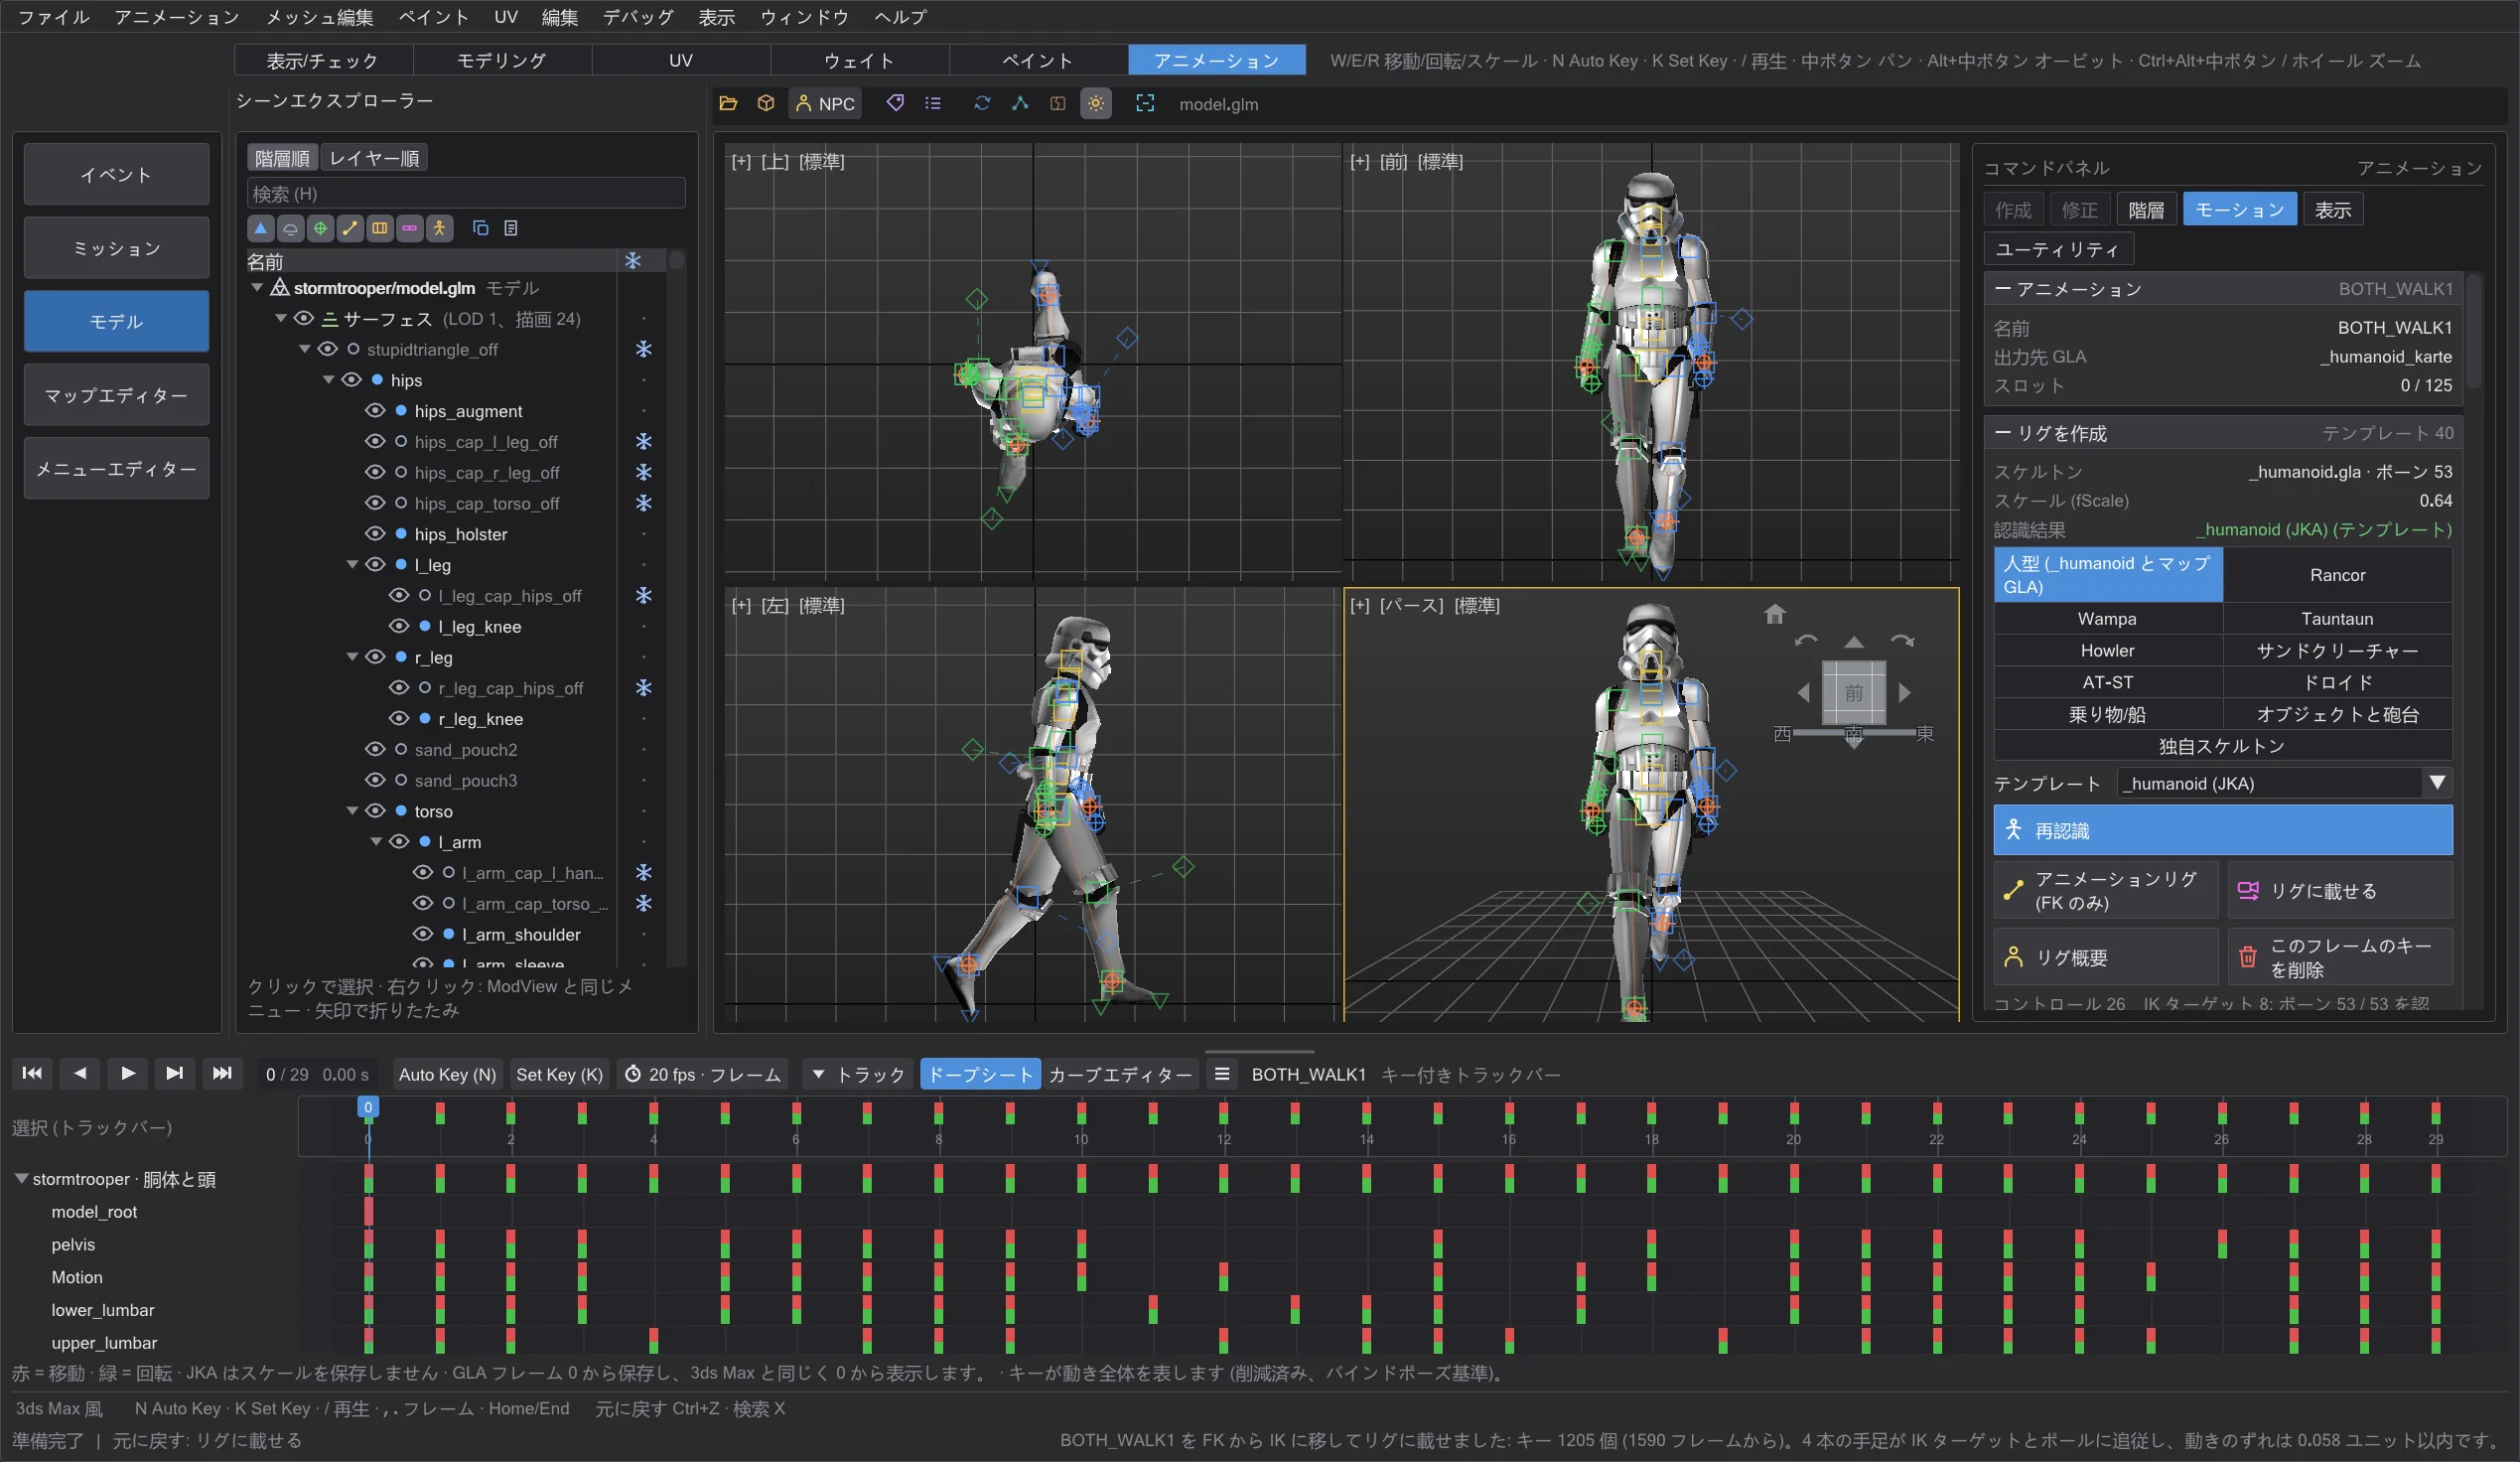 ファイル アニメーション メッシュ編集 ペイント UV 編集 デバッグ 表示 ウィンドウ ヘルプ
表示/チェック モデリング UV ウェイト ペイント アニメーション W/E/R 移動/回転/スケール · N Auto Key · K Set Key · / 再生 · 中ボタン パン · Alt+中ボタン オービット · Ctrl+Alt+中ボタン / ホイール ズーム
シーンエクスプローラー
NPC model.glm
イベント
ミッション
モデル
マップエディター
メニューエディター
階層順 レイヤー順
検索 (H)
名前
stormtrooper/model.glm モデル
サーフェス (LOD 1、描画 24)
stupidtriangle_off
hips
hips_augment
hips_cap_l_leg_off
hips_cap_r_leg_off
hips_cap_torso_off
hips_holster
l_leg
l_leg_cap_hips_off
l_leg_knee
r_leg
r_leg_cap_hips_off
r_leg_knee
sand_pouch2
sand_pouch3
torso
l_arm
l_arm_cap_l_han...
l_arm_cap_torso_...
l_arm_shoulder
l_arm_sleeve
クリックで選択 · 右クリック: ModView と同じメ
ニュー · 矢印で折りたたみ
[+] [上] [標準]
[+] [前] [標準]
[+] [左] [標準]
[+] [パース] [標準]
前
西 南 東
コマンドパネル アニメーション
作成 修正 階層 モーション 表示
ユーティリティ
アニメーション BOTH_WALK1
名前 BOTH_WALK1
出力先 GLA _humanoid_karte
スロット 0 / 125
リグを作成 テンプレート 40
スケルトン _humanoid.gla · ボーン 53
スケール (fScale) 0.64
認識結果 _humanoid (JKA) (テンプレート)
人型 (_humanoid とマップ
GLA)
Rancor
Wampa Tauntaun
Howler サンドクリーチャー
AT-ST ドロイド
乗り物/船 オブジェクトと砲台
独自スケルトン
テンプレート _humanoid (JKA)
再認識
アニメーションリグ
(FK のみ)
リグに載せる
リグ概要
このフレームのキー
を削除
コントロール 26、IK ターゲット 8: ボーン 53 / 53 を認
0 / 29 0.00 s Auto Key (N) Set Key (K) 20 fps · フレーム トラック ドープシート カーブエディター BOTH_WALK1 キー付きトラックバー
0
選択 (トラックバー)
0 2 4 6 8 10 12 14 16 18 20 22 24 26 28 29
stormtrooper · 胴体と頭
model_root
pelvis
Motion
lower_lumbar
upper_lumbar
赤 = 移動 · 緑 = 回転 · JKA はスケールを保存しません · GLA フレーム 0 から保存し、3ds Max と同じく 0 から表示します。 · キーが動き全体を表します (削減済み、バインドポーズ基準)。
3ds Max 風 N Auto Key · K Set Key · / 再生 · , . フレーム · Home/End 元に戻す Ctrl+Z · 検索 X
準備完了 | 元に戻す: リグに載せる
BOTH_WALK1 を FK から IK に移してリグに載せました: キー 1205 個 (1590 フレームから)。4 本の手足が IK ターゲットとポールに追従し、動きのずれは 0.058 ユニット以内です。